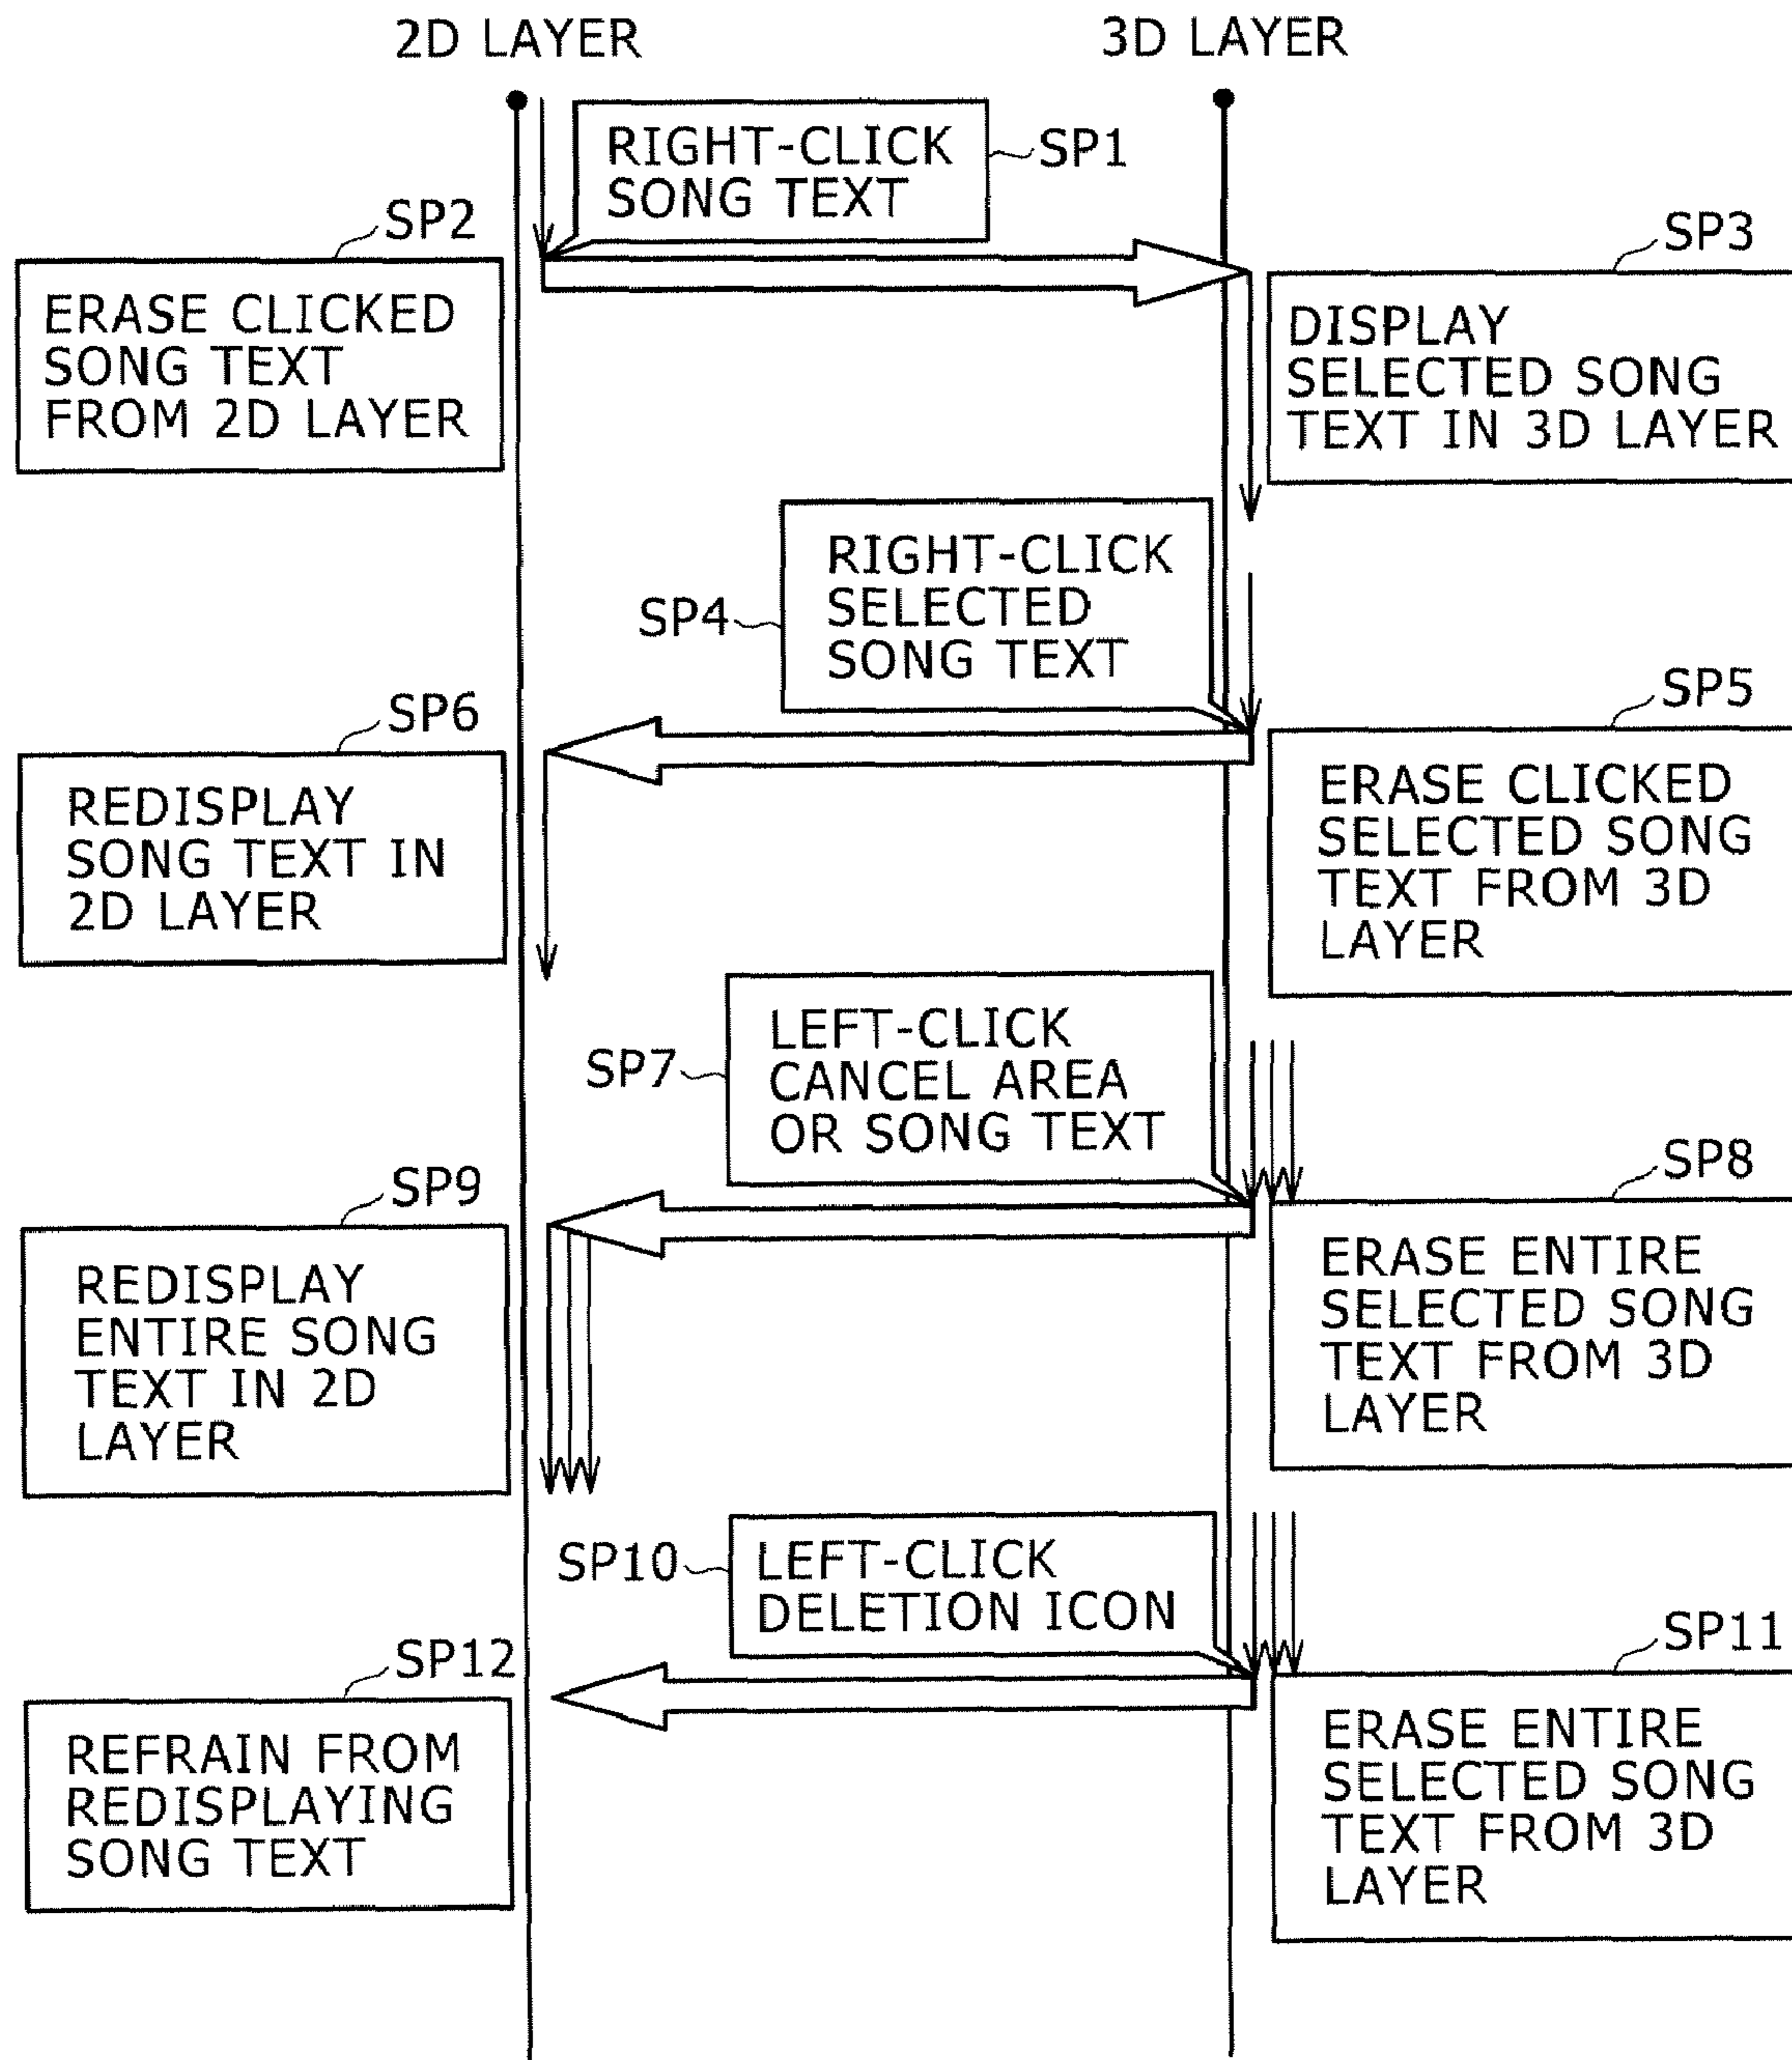 2D LAYER
3D LAYER
RIGHT-CLICK
SONG TEXT
SP1
SP2
ERASE CLICKED
SONG TEXT
FROM 2D LAYER
SP3
DISPLAY
SELECTED SONG
TEXT IN 3D LAYER
SP4
RIGHT-CLICK
SELECTED
SONG TEXT
SP5
ERASE CLICKED
SELECTED SONG
TEXT FROM 3D
LAYER
SP6
REDISPLAY
SONG TEXT IN
2D LAYER
SP7
LEFT-CLICK
CANCEL AREA
OR SONG TEXT
SP8
ERASE ENTIRE
SELECTED SONG
TEXT FROM 3D
LAYER
SP9
REDISPLAY
ENTIRE SONG
TEXT IN 2D
LAYER
SP10
LEFT-CLICK
DELETION ICON
SP11
ERASE ENTIRE
SELECTED SONG
TEXT FROM 3D
LAYER
SP12
REFRAIN FROM
REDISPLAYING
SONG TEXT